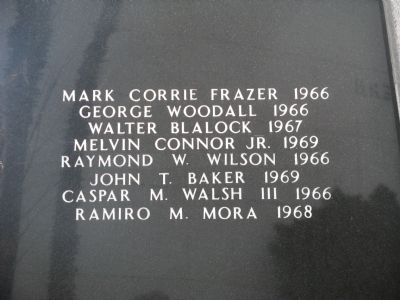 MARK CORRIE FRAZER 1966
GEORGE WOODALL 1966
WALTER BLALOCK 1967
MELVIN CONNOR JR. 1969
RAYMOND W. WILSON 1966
JOHN T. BAKER 1969
CASPAR M. WALSH III 1966
RAMIRO M. MORA 1968